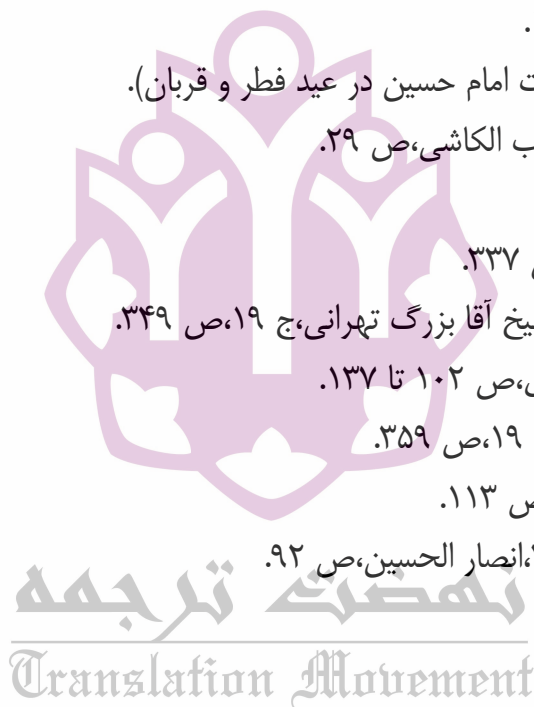 .
ت امام حسین در عید فطر و قربان).
ب الکاشی،ص ۲۹.
ص ۳۳۷.
یخ آقا بزرگ تهرانی،ج ۱۹،ص ۳۴۹.
،ص ۱۰۲ تا ۱۳۷.
۱۹،ص ۳۵۹.
ص ۱۱۳.
،انصار الحسین،ص ۹۲.
نهضت ترجمه
Translation Movement